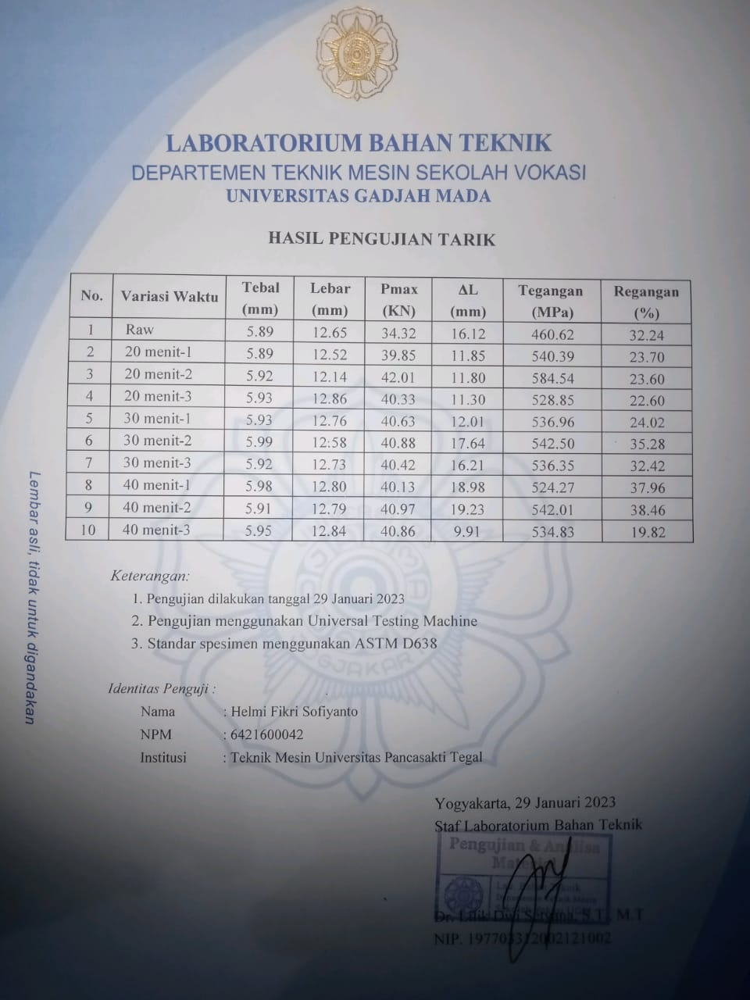 LABORATORIUM BAHAN TEKNIK
DEPARTEMEN TEKNIK MESIN SEKOLAH VOKASI
UNIVERSITAS GADJAH MADA
HASIL PENGUJIAN TARIK
No. Variasi Waktu Tebal (mm) Lebar (mm) Pmax (KN) ΔL (mm) Tegangan (MPa) Regangan (%)
1 Raw 5.89 12.65 34.32 16.12 460.62 32.24
2 20 menit-1 5.89 12.52 39.85 11.85 540.39 23.70
3 20 menit-2 5.92 12.14 42.01 11.80 584.54 23.60
4 20 menit-3 5.93 12.86 40.33 11.30 528.85 22.60
5 30 menit-1 5.93 12.76 40.63 12.01 536.96 24.02
6 30 menit-2 5.99 12:58 40.88 17.64 542.50 35.28
7 30 menit-3 5.92 12.73 40.42 16.21 536.35 32.42
8 40 menit-1 5.98 12.80 40.13 18.98 524.27 37.96
9 40 menit-2 5.91 12.79 40.97 19.23 542.01 38.46
10 40 menit-3 5.95 12.84 40.86 9.91 534.83 19.82
Keterangan:
1. Pengujian dilakukan tanggal 29 Januari 2023
2. Pengujian menggunakan Universal Testing Machine
3. Standar spesimen menggunakan ASTM D638
Identitas Penguji :
Nama : Helmi Fikri Sofiyanto
NPM : 6421600042
Institusi : Teknik Mesin Universitas Pancasakti Tegal
Lembar asli, tidak untuk digandakan
Yogyakarta, 29 Januari 2023
Staf Laboratorium Bahan Teknik
Pengujian & Analisa
Material
Dr. Lilik Dwi S.T., M.T
NIP.